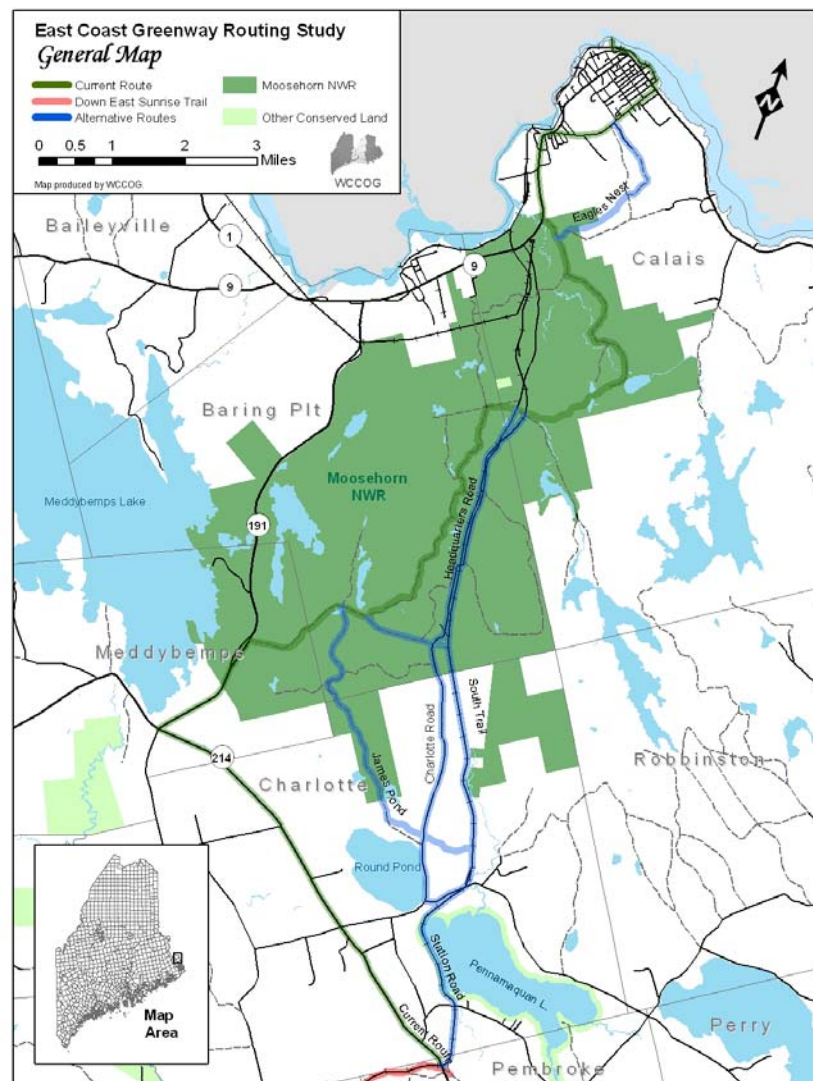 East Coast Greenway Routing Study
General Map
Current Route
Down East Sunrise Trail
Alternative Routes
Moosehorn NWR
Other Conserved Land
0 0.5 1 2 3
Miles
Map produced by WCCOG.
WCCOG
N
Baileyville
1
9
9
Eagles Nest
Calais
Baring Plt
Moosehorn
NWR
Meddybemps Lake
191
Headquarters Road
Meddybemps
South Trail
Charlotte Road
214
Charlotte
James Pond
Robbinston
Round Pond
Station Road
Pennamaquan L.
Current Route
Perry
Pembroke
Map
Area